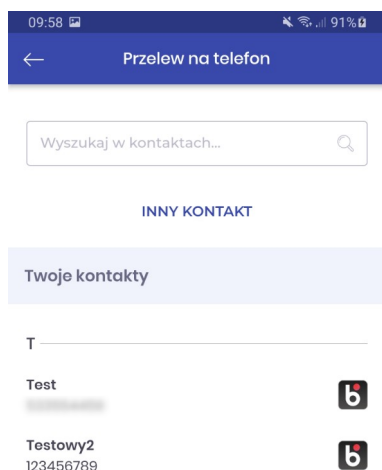 09:58 91%
Przelew na telefon
Wyszukaj w kontaktach...
INNY KONTAKT
Twoje kontakty
T
Test
Testowy2
123456789